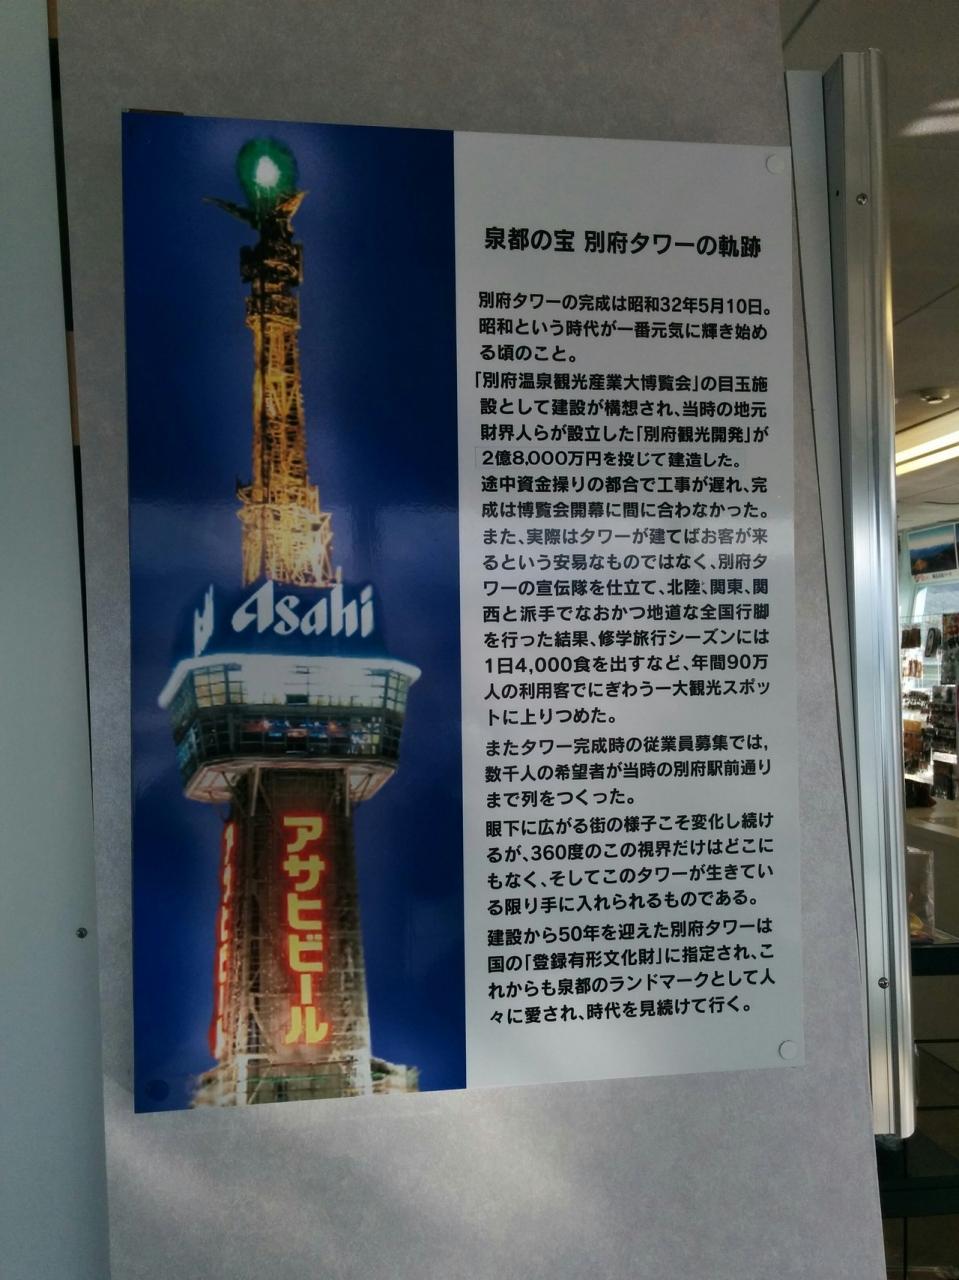 泉都の宝 別府タワーの軌跡
別府タワーの完成は昭和32年5月10日。
昭和という時代が一番元気に輝き始め
る頃のこと。
「別府温泉観光産業大博覧会」の目玉施
設として建設が構想され、当時の地元
財界人らが設立した「別府観光開発」が
2億8,000万円を投じて建造した。
途中資金操りの都合で工事が遅れ、完
成は博覧会開幕に間に合わなかった。
また、実際はタワーが建てばお客が来
るという安易なものではなく、別府タ
ワーの宣伝隊を仕立て、北陸、関東、関
西と派手でなおかつ地道な全国行脚
を行った結果、修学旅行シーズンには
1日4,000食を出すなど、年間90万
人の利用客でにぎわう一大観光スポッ
トに上りつめた。
またタワー完成時の従業員募集では,
数千人の希望者が当時の別府駅前通り
まで列をつくった。
眼下に広がる街の様子こそ変化し続け
るが、360度のこの視界だけはどこに
もなく、そしてこのタワーが生きてい
る限り手に入れられるものである。
建設から50年を迎えた別府タワーは
国の「登録有形文化財」に指定され、こ
れからも泉都のランドマークとして人
々に愛され、時代を見続けて行く。
Asahi
アサヒビール